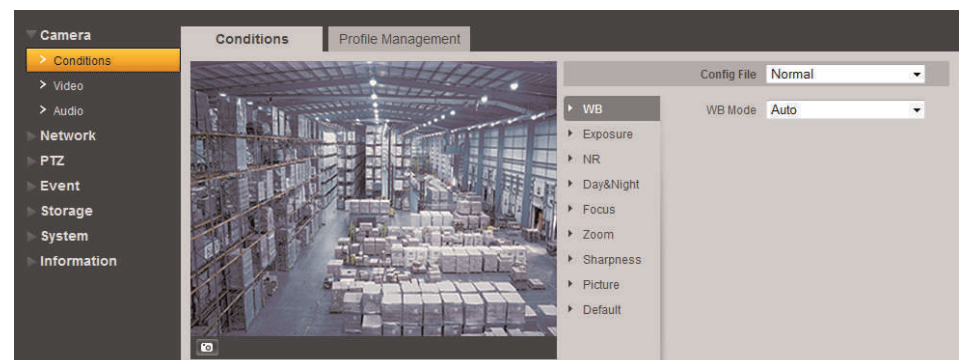 Camera
Conditions
Video
Audio
Network
PTZ
Event
Storage
System
Information
Conditions
Profile Management
Config File Normal
WB
Exposure
NR
Day&Night
Focus
Zoom
Sharpness
Picture
Default
WB Mode Auto